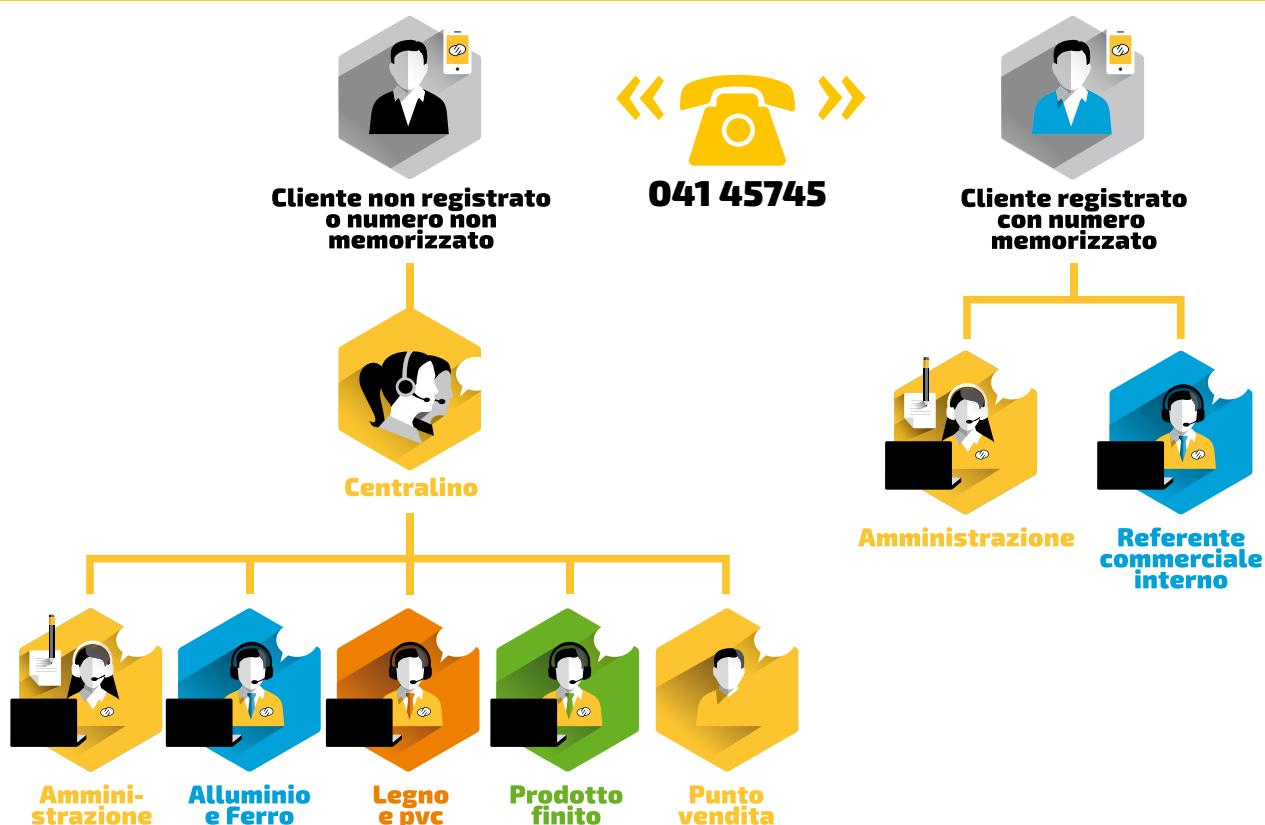 Cliente non registrato
o numero non
memorizzato
041 45745
Cliente registrato
con numero
memorizzato
Centralino
Amministrazione
Referente
commerciale
interno
Ammini-
strazione
Alluminio
e Ferro
Legno
e pvc
Prodotto
finito
Punto
vendita